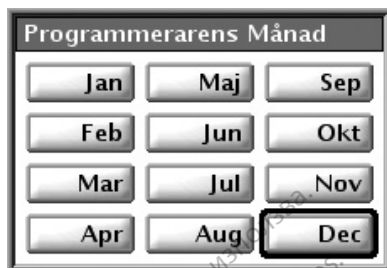 Programmerarens Månad
Jan Maj Sep
Feb Jun Okt
Mar Jul Nov
Apr Aug Dec